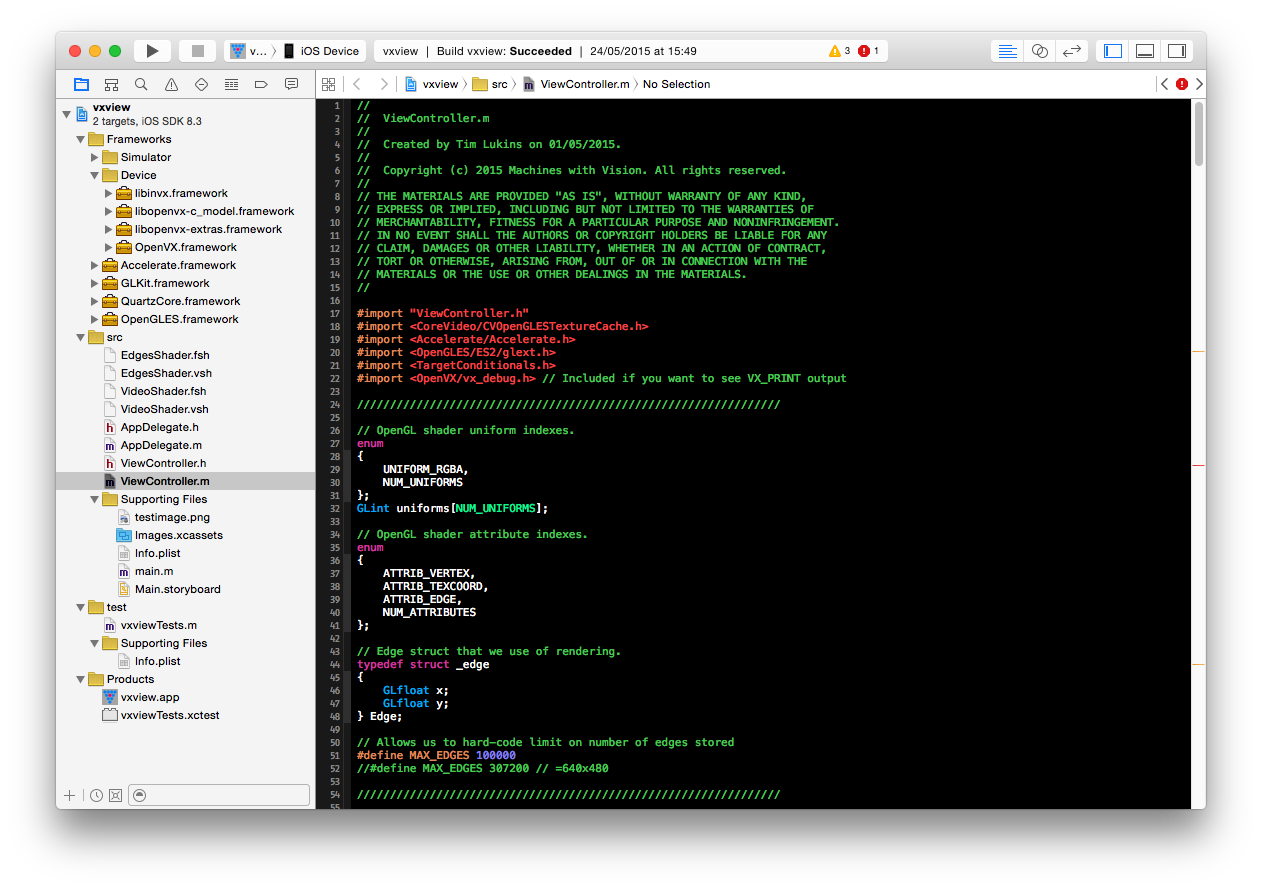 v... 〉 iOS Device
vxview | Build vxview: Succeeded | 24/05/2015 at 15:49
3
1
vxview 〉 src 〉 ViewController.m 〉 No Selection
vxview
2 targets, iOS SDK 8.3
Frameworks
Simulator
Device
libinvx.framework
libopenvx-c_model.framework
libopenvx-extras.framework
OpenVX.framework
Accelerate.framework
GLKit.framework
QuartzCore.framework
OpenGLES.framework
src
EdgesShader.fsh
EdgesShader.vsh
VideoShader.fsh
VideoShader.vsh
h AppDelegate.h
m AppDelegate.m
h ViewController.h
m ViewController.m
Supporting Files
testimage.png
Images.xcassets
Info.plist
m main.m
Main.storyboard
test
m vxviewTests.m
Supporting Files
Info.plist
Products
vxview.app
vxviewTests.xctest
1 //
2 //  ViewController.m
3 //
4 //  Created by Tim Lukins on 01/05/2015.
5 //
6 //  Copyright (c) 2015 Machines with Vision. All rights reserved.
7 //
8 // THE MATERIALS ARE PROVIDED "AS IS", WITHOUT WARRANTY OF ANY KIND,
9 // EXPRESS OR IMPLIED, INCLUDING BUT NOT LIMITED TO THE WARRANTIES OF
10 // MERCHANTABILITY, FITNESS FOR A PARTICULAR PURPOSE AND NONINFRINGEMENT.
11 // IN NO EVENT SHALL THE AUTHORS OR COPYRIGHT HOLDERS BE LIABLE FOR ANY
12 // CLAIM, DAMAGES OR OTHER LIABILITY, WHETHER IN AN ACTION OF CONTRACT,
13 // TORT OR OTHERWISE, ARISING FROM, OUT OF OR IN CONNECTION WITH THE
14 // MATERIALS OR THE USE OR OTHER DEALINGS IN THE MATERIALS.
15 //
16
17 #import "ViewController.h"
18 #import <CoreVideo/CVOpenGLESTextureCache.h>
19 #import <Accelerate/Accelerate.h>
20 #import <OpenGLES/ES2/glext.h>
21 #import <TargetConditionals.h>
22 #import <OpenVX/vx_debug.h> // Included if you want to see VX_PRINT output
23
24 ////////////////////////////////////////////////////////////////
25
26 // OpenGL shader uniform indexes.
27 enum
28 {
29     UNIFORM_RGBA,
30     NUM_UNIFORMS
31 };
32 GLint uniforms[NUM_UNIFORMS];
33
34 // OpenGL shader attribute indexes.
35 enum
36 {
37     ATTRIB_VERTEX,
38     ATTRIB_TEXCOORD,
39     ATTRIB_EDGE,
40     NUM_ATTRIBUTES
41 };
42
43 // Edge struct that we use of rendering.
44 typedef struct _edge
45 {
46     GLfloat x;
47     GLfloat y;
48 } Edge;
49
50 // Allows us to hard-code limit on number of edges stored
51 #define MAX_EDGES 100000
52 //#define MAX_EDGES 307200 // =640x480
53
54 ////////////////////////////////////////////////////////////////
55